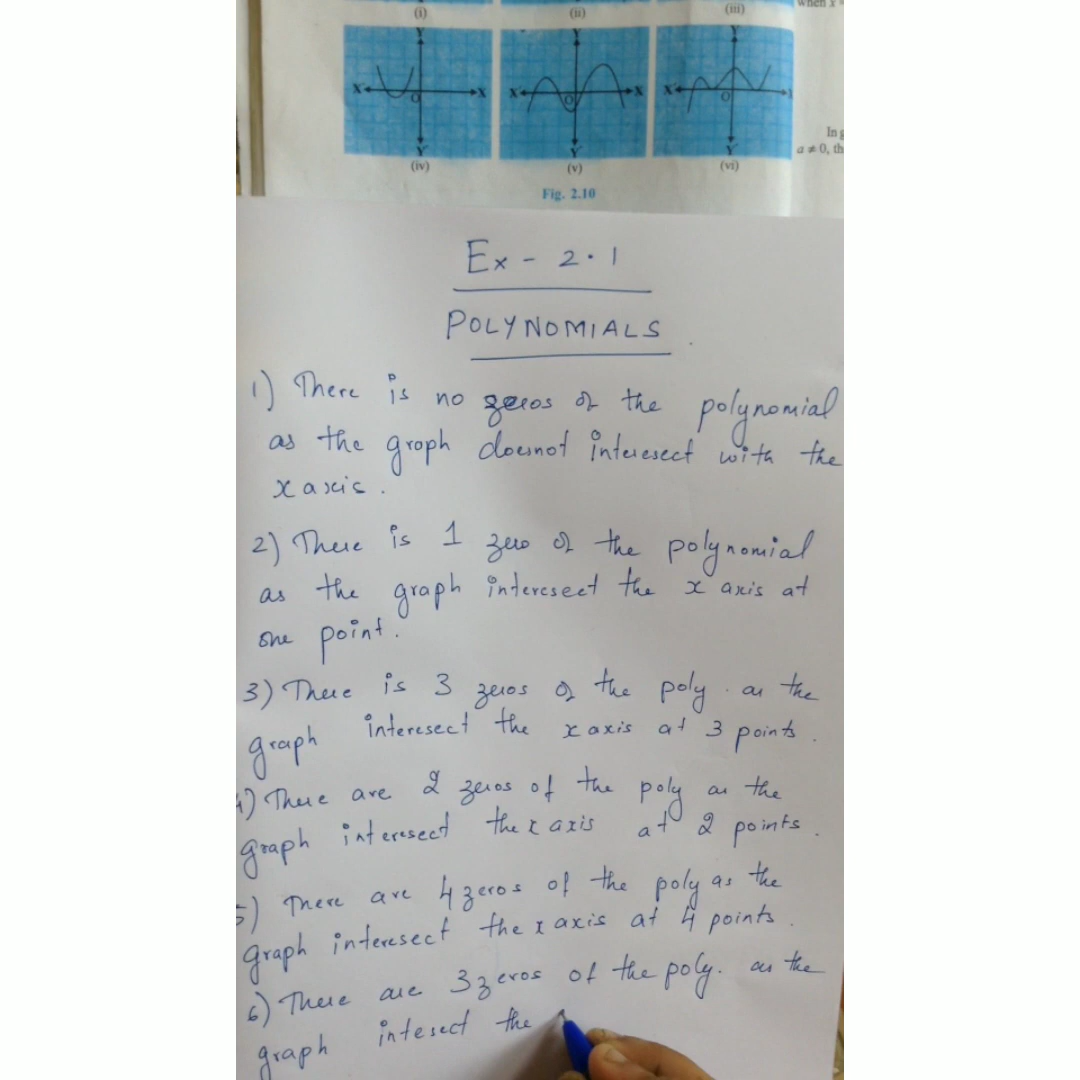 (i) (ii) (iii)
when x =
Y Y Y
X' O X X' O X X' O X
Y' Y' Y'
(iv) (v) (vi)
In g
a ≠ 0, th
Fig. 2.10
Ex - 2.1
POLYNOMIALS
1) There is no zeros of the polynomial
as the graph doesnot interesect with the
x axis.
2) There is 1 zero of the polynomial
as the graph interesect the x axis at
one point.
3) There is 3 zeros of the poly. as the
graph interesect the x axis at 3 points.
4) There are 2 zeros of the poly as the
graph interesect the x axis at 2 points.
5) There are 4 zeros of the poly as the
graph interesect the x axis at 4 points.
6) There are 3 zeros of the poly. as the
graph intesect the